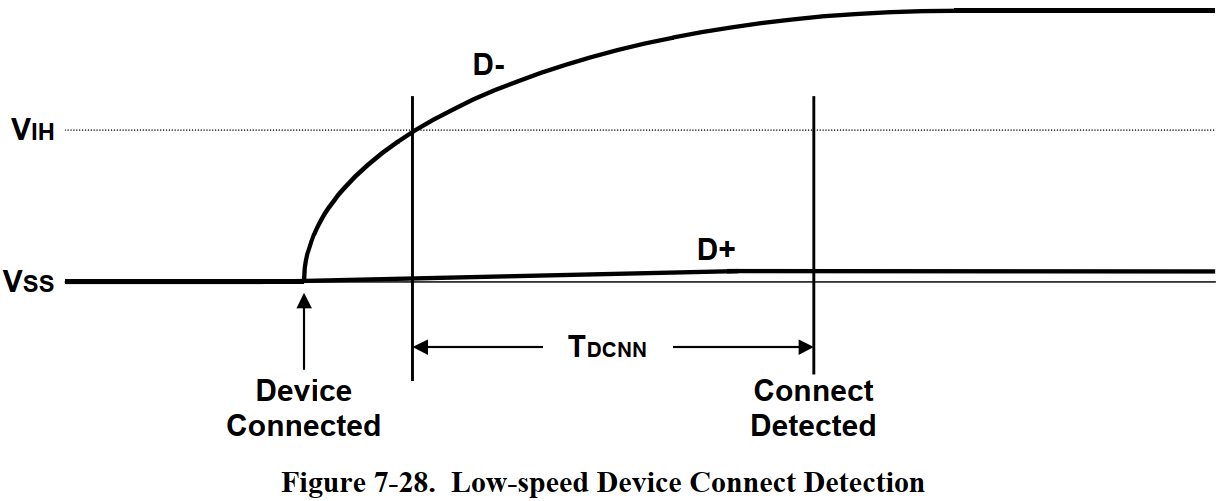 D-
VIH
D+
VSS
TDCNN
Device
Connected
Connect
Detected
Figure 7-28. Low-speed Device Connect Detection